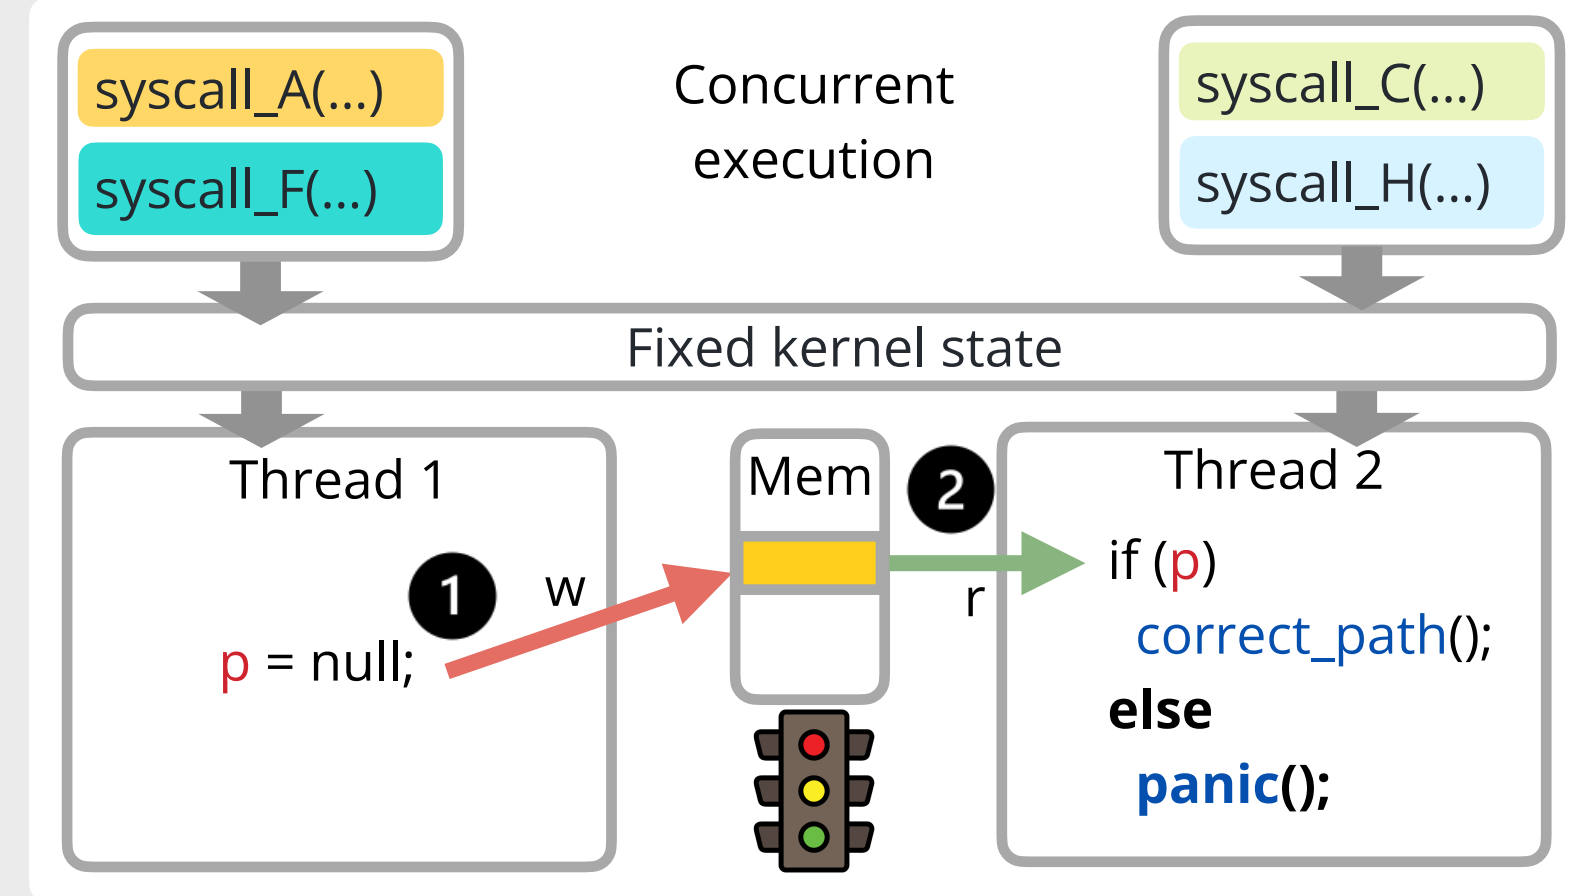 syscall_A(...)
syscall_F(...)
Concurrent
execution
syscall_C(...)
syscall_H(...)
Fixed kernel state
Thread 1
1
w
p = null;
Mem
2
r
Thread 2
if (p)
correct_path();
else
panic();